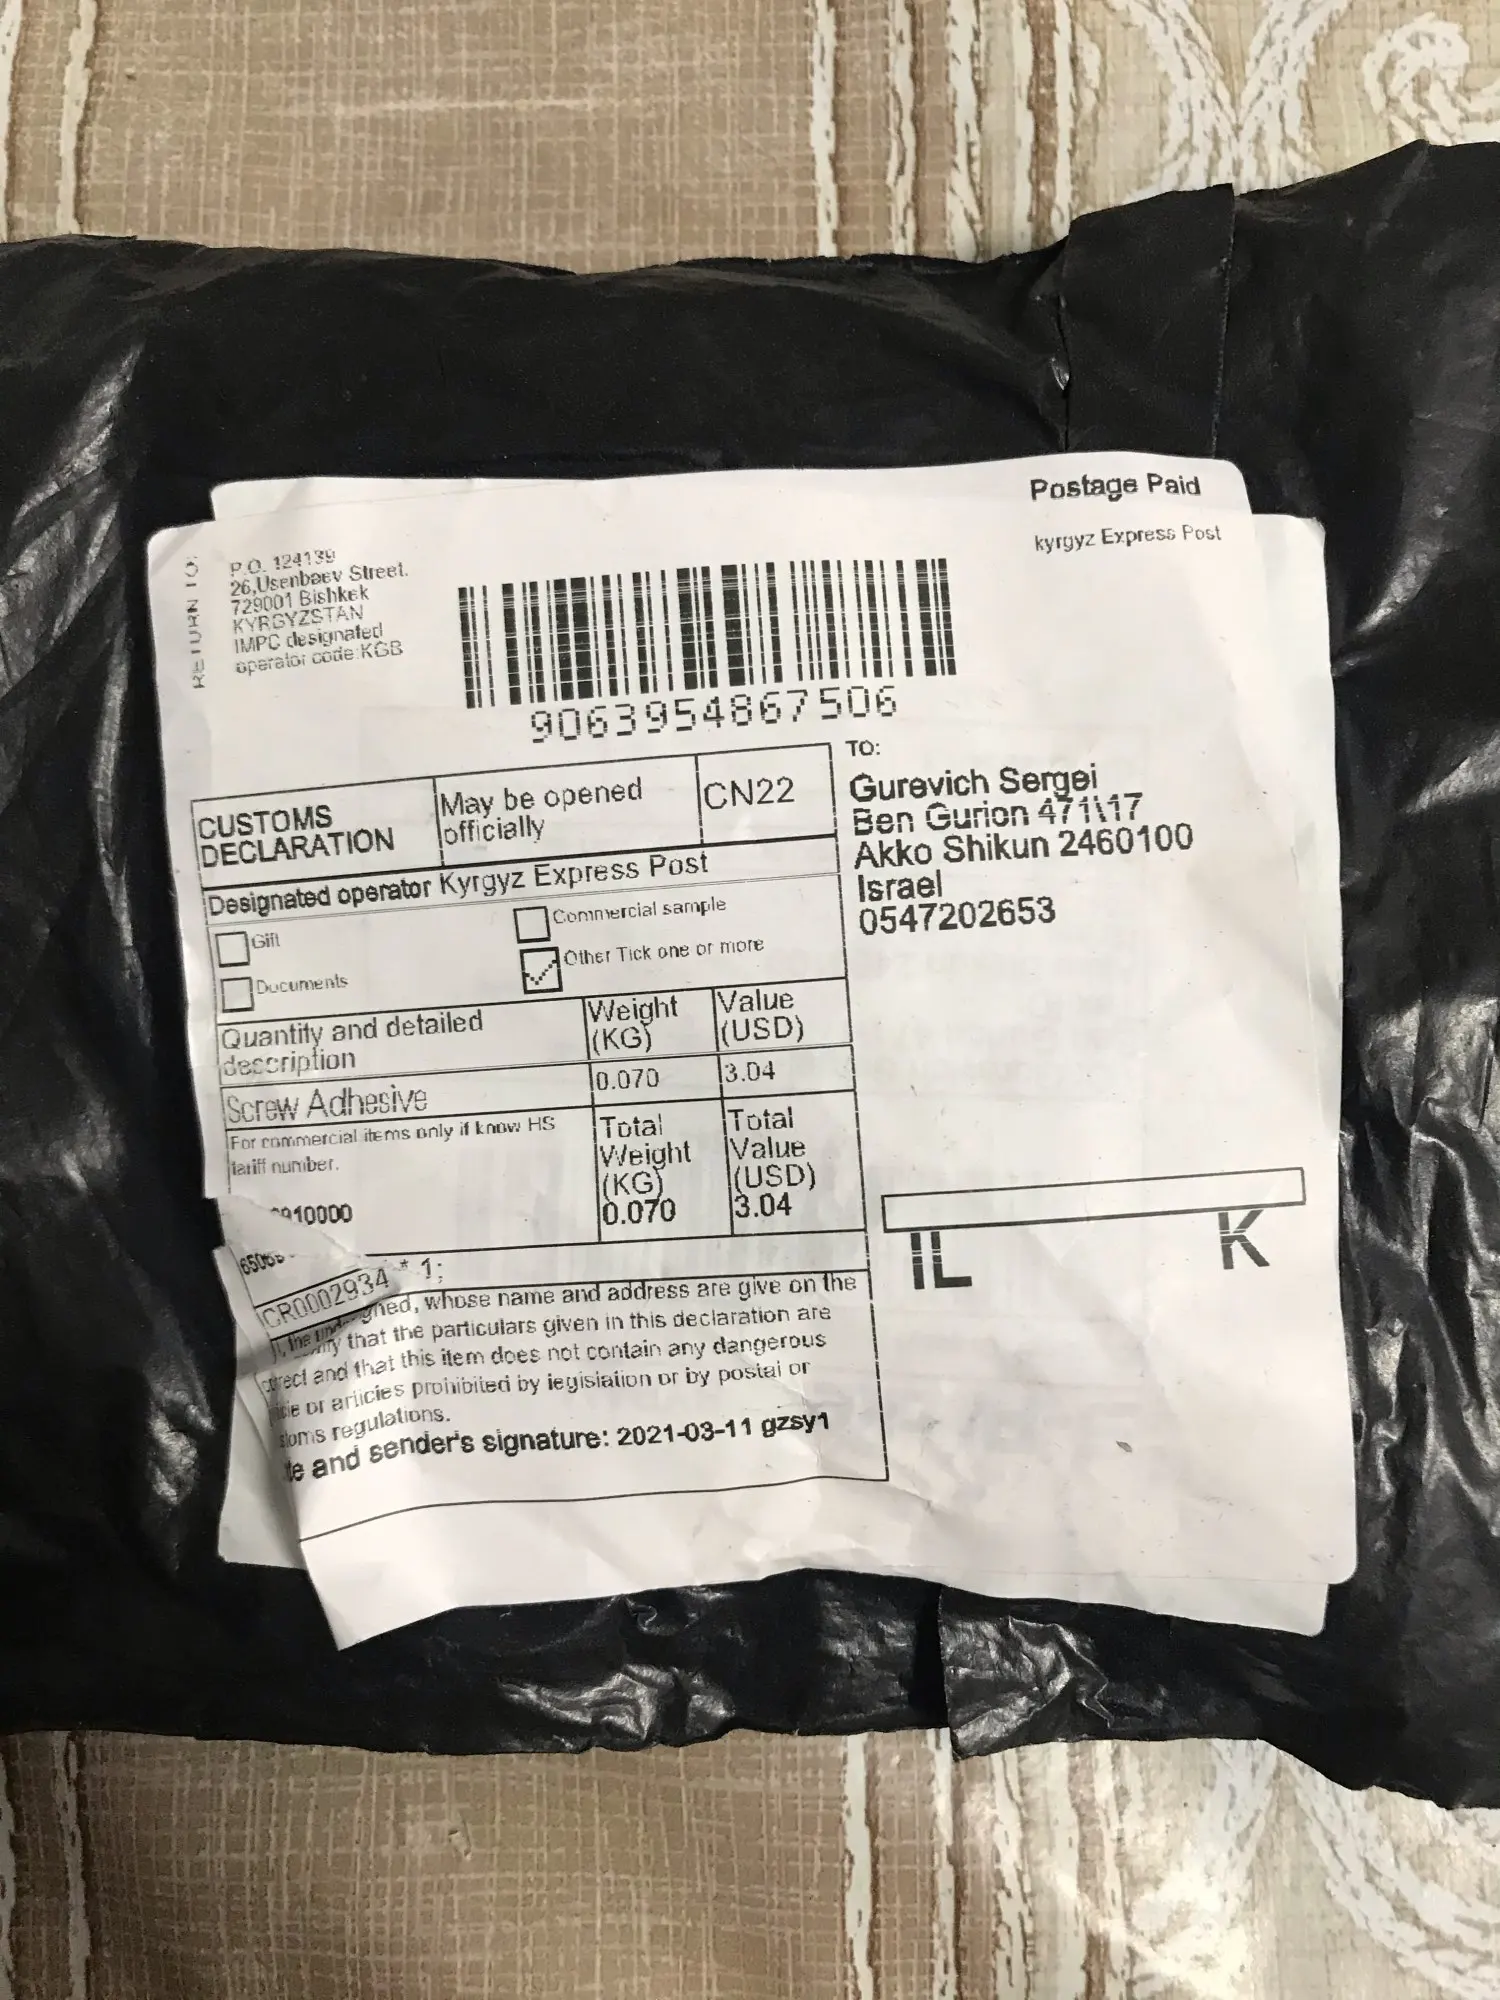 Postage Paid
kyrgyz Express Post
RETURN TO:
P.O. 124139
26,Usenbaev Street.
729001 Bishkek
KYRGYZSTAN
IMPC designated
operator code:KGB
9063954867506
CUSTOMS
DECLARATION
May be opened
officially
CN22
Designated operator Kyrgyz Express Post
Gift
Commercial sample
Documents
Other Tick one or more
Quantity and detailed
description
Weight
(KG)
Value
(USD)
Screw Adhesive
0.070
3.04
For commercial items only if know HS
tariff number.
Total
Weight
(KG)
0.070
Total
Value
(USD)
3.04
910000
CR0002934 * 1;
I, the gned, whose name and address are give on the
that the particulars given in this declaration are
and that this item does not contain any dangerous
or articles prohibited by legislation or by postal or
regulations.
and sender's signature: 2021-03-11 gzsy1
TO:
Gurevich Sergei
Ben Gurion 471\17
Akko Shikun 2460100
Israel
0547202653
IL
K